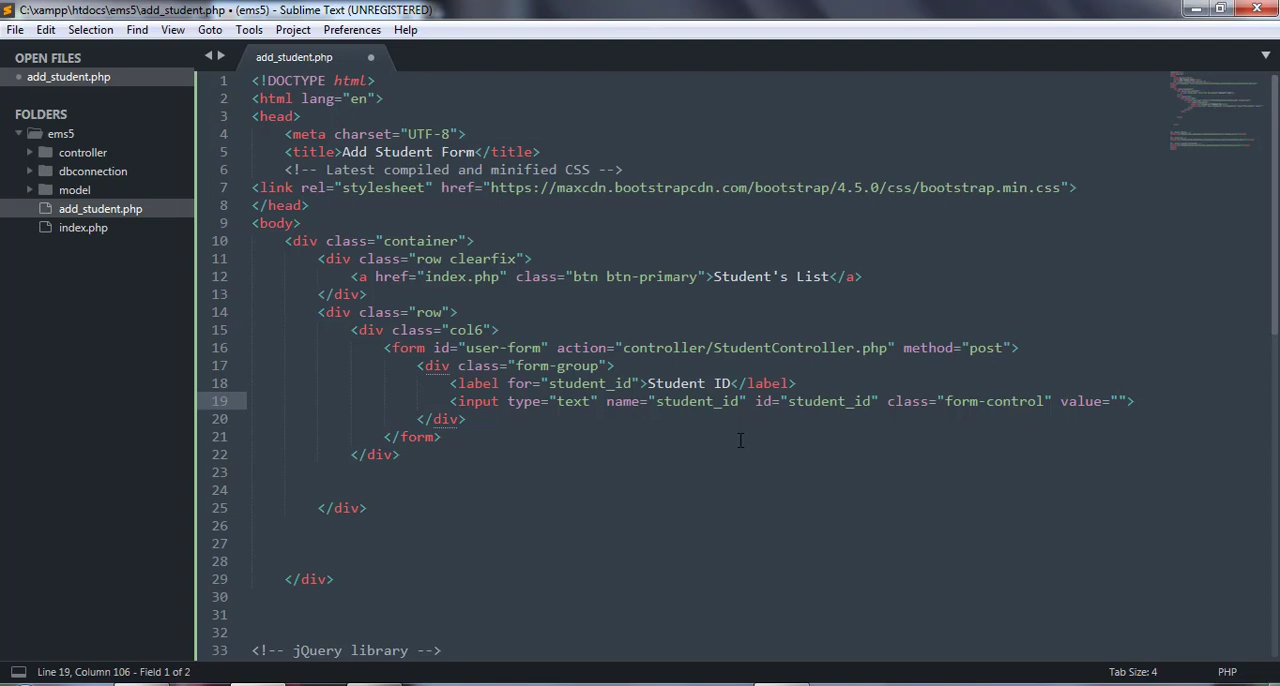 C:\xampp\htdocs\ems5\add_student.php • (ems5) - Sublime Text (UNREGISTERED)
File Edit Selection Find View Goto Tools Project Preferences Help
OPEN FILES
add_student.php
FOLDERS
ems5
controller
dbconnection
model
add_student.php
index.php
add_student.php
1 <!DOCTYPE html>
2 <html lang="en">
3 <head>
4 <meta charset="UTF-8">
5 <title>Add Student Form</title>
6 <!-- Latest compiled and minified CSS -->
7 <link rel="stylesheet" href="https://maxcdn.bootstrapcdn.com/bootstrap/4.5.0/css/bootstrap.min.css">
8 </head>
9 <body>
10 <div class="container">
11 <div class="row clearfix">
12 <a href="index.php" class="btn btn-primary">Student's List</a>
13 </div>
14 <div class="row">
15 <div class="col6">
16 <form id="user-form" action="controller/StudentController.php" method="post">
17 <div class="form-group">
18 <label for="student_id">Student ID</label>
19 <input type="text" name="student_id" id="student_id" class="form-control" value="">
20 </div>
21 </form>
22 </div>
23
24
25 </div>
26
27
28
29 </div>
30
31
32
33 <!-- jQuery library -->
Line 19, Column 106 - Field 1 of 2
Tab Size: 4
PHP